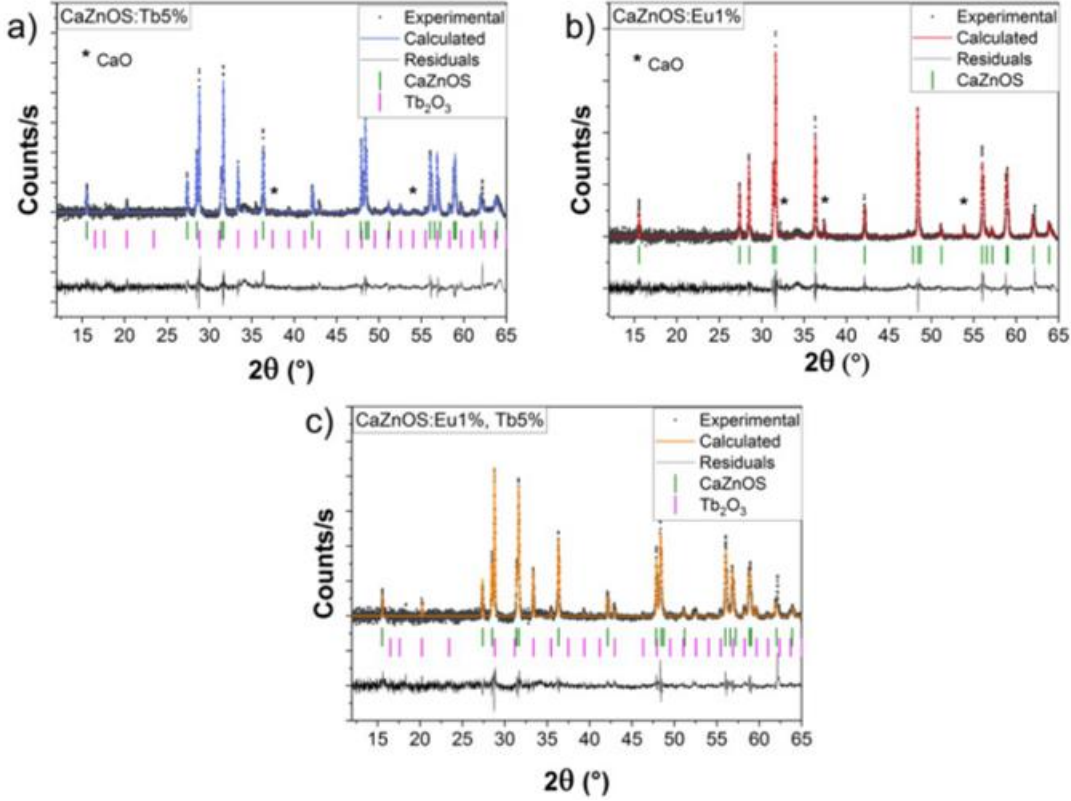 a)
CaZnOS:Tb5%
* CaO
Experimental
Calculated
Residuals
CaZnOS
Tb₂O₃
*
*
Counts/s
15 20 25 30 35 40 45 50 55 60 65
2θ (°)
b)
CaZnOS:Eu1%
* CaO
Experimental
Calculated
Residuals
CaZnOS
*
*
*
Counts/s
15 20 25 30 35 40 45 50 55 60 65
2θ (°)
c)
CaZnOS:Eu1%, Tb5%
Experimental
Calculated
Residuals
CaZnOS
Tb₂O₃
Counts/s
15 20 25 30 35 40 45 50 55 60 65
2θ (°)